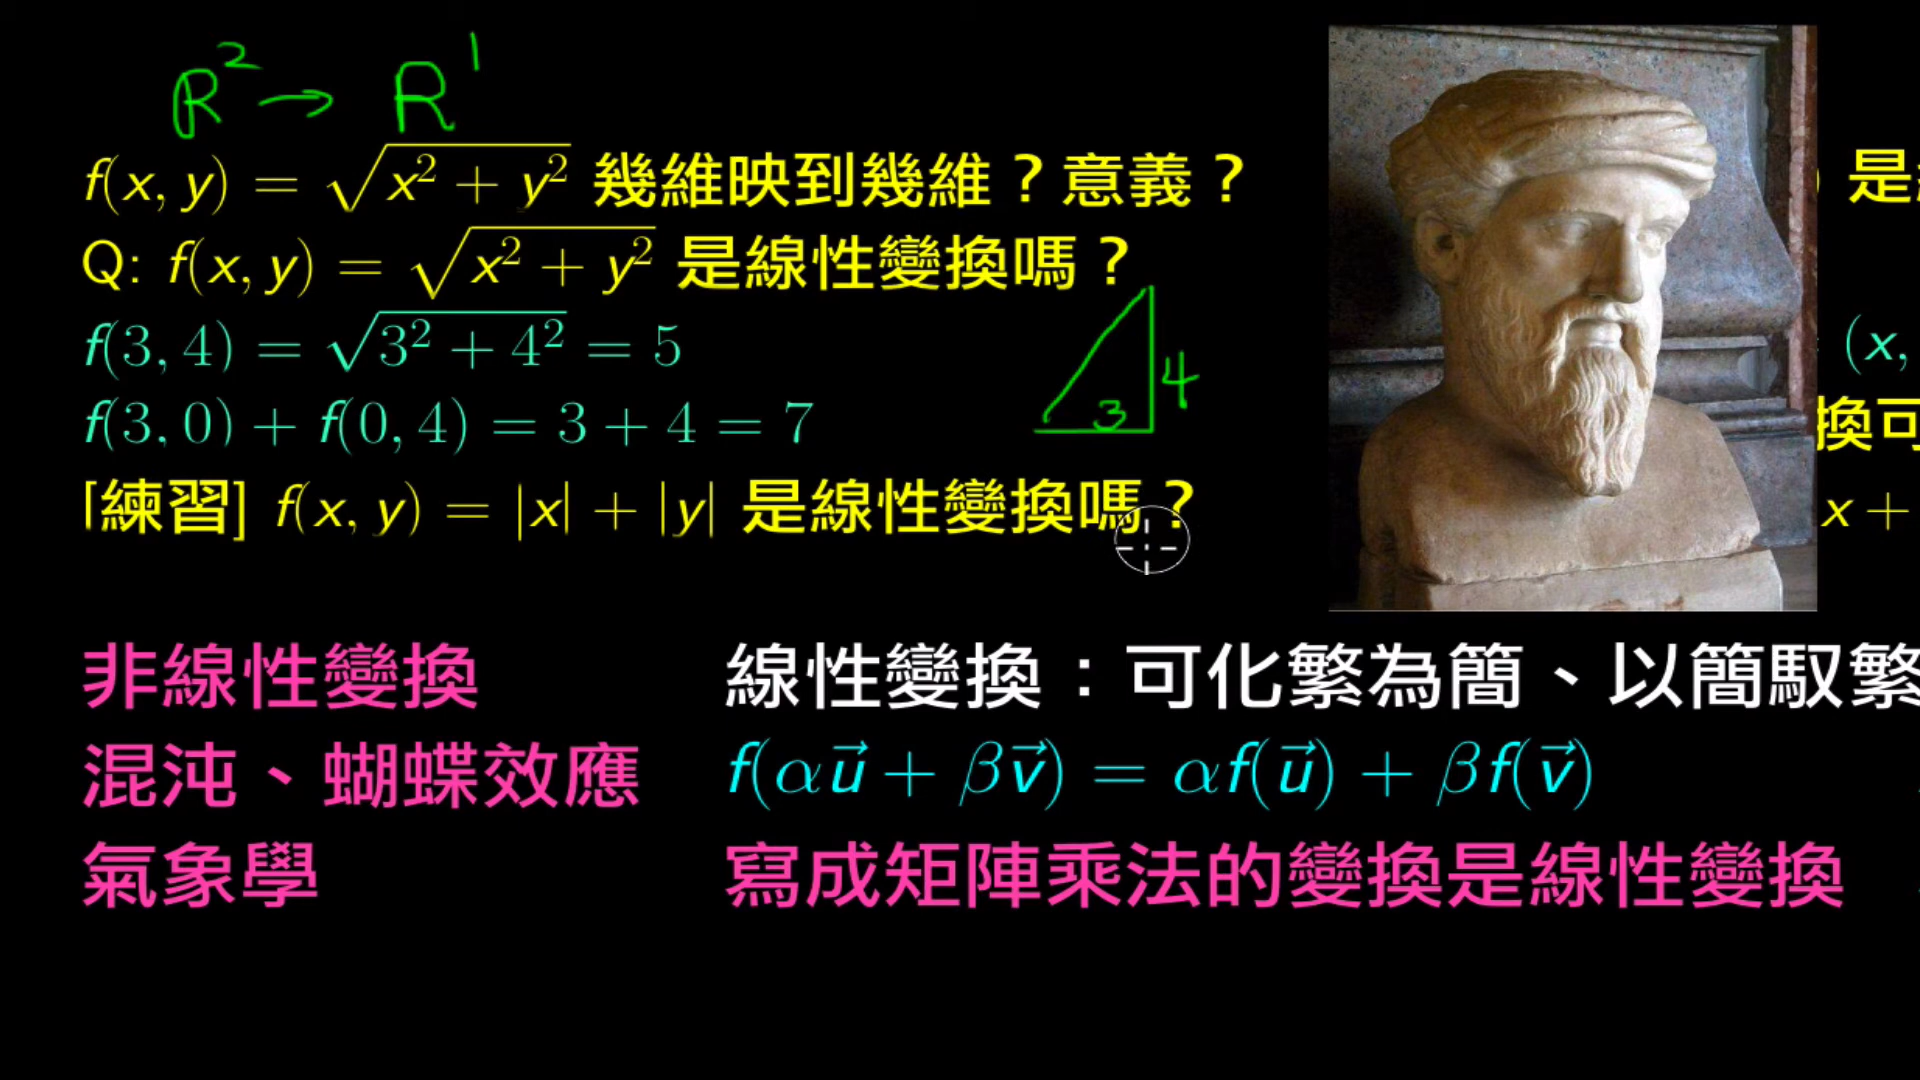 R² → R¹
f(x, y) = √(x² + y²) 幾維映到幾維？意義？
Q: f(x, y) = √(x² + y²) 是線性變換嗎？
f(3, 4) = √(3² + 4²) = 5
f(3, 0) + f(0, 4) = 3 + 4 = 7
3
4
[練習] f(x, y) = |x| + |y| 是線性變換嗎？
是
(x,
換可
x +
非線性變換
混沌、蝴蝶效應
氣象學
線性變換：可化繁為簡、以簡馭繁
f(αu⃗ + βv⃗) = αf(u⃗) + βf(v⃗)
寫成矩陣乘法的變換是線性變換